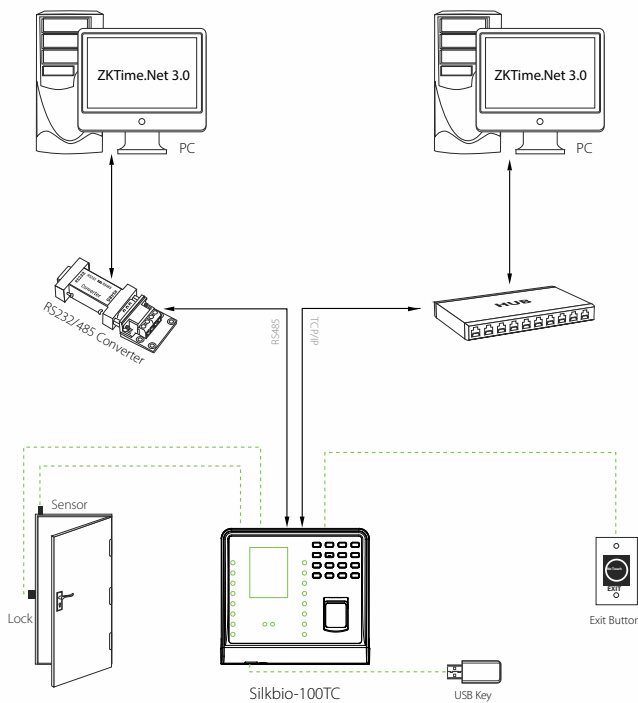 ZKTime.Net 3.0
ZKTime.Net 3.0
PC
PC
RS232/485 Converter
HUB
RS485
TCP/IP
Sensor
Lock
EXIT
Exit Button
Silkbio-100TC
USB Key